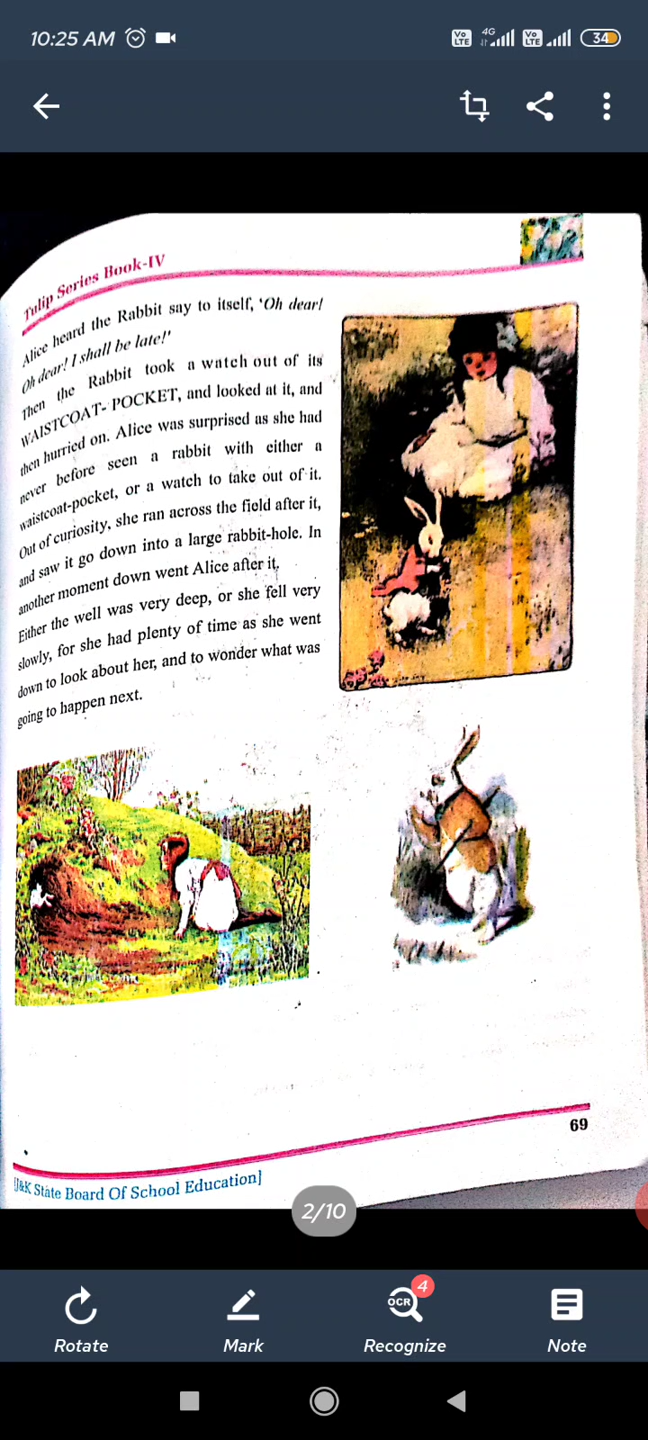 10:25 AM
Vo LTE 4G Vo LTE 34
Tulip Series Book-IV
Alice heard the Rabbit say to itself, 'Oh dear!
Oh dear! I shall be late!'
Then the Rabbit took a watch out of its
WAISTCOAT- POCKET, and looked at it, and
then hurried on. Alice was surprised as she had
never before seen a rabbit with either a
waistcoat-pocket, or a watch to take out of it.
Out of curiosity, she ran across the field after it,
and saw it go down into a large rabbit-hole. In
another moment down went Alice after it.
Either the well was very deep, or she fell very
slowly, for she had plenty of time as she went
down to look about her, and to wonder what was
going to happen next.
69
[J&K State Board Of School Education]
2/10
OCR 4
Rotate Mark Recognize Note